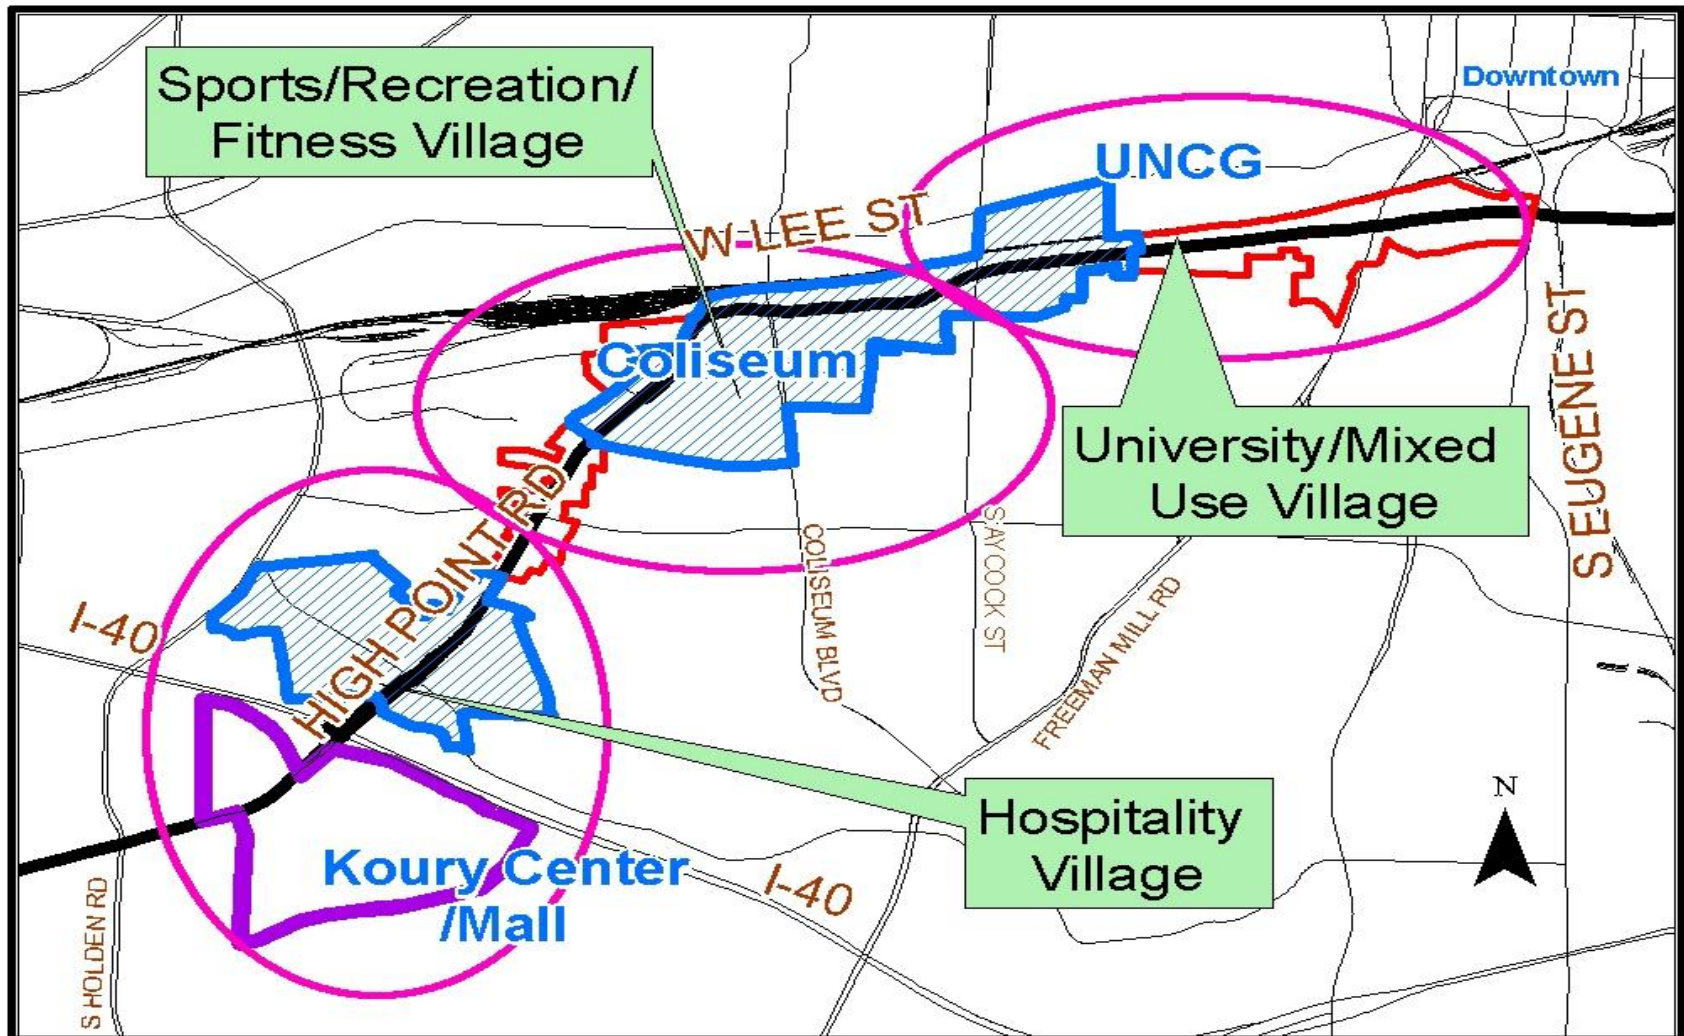 Sports/Recreation/
Fitness Village
Downtown
UNCG
W LEE ST
Coliseum
University/Mixed
Use Village
S EUGENE ST
HIGH POINT RD
COLISEUM BLVD
S AYCOCK ST
FREEMAN MILL RD
I-40
Hospitality
Village
N
Koury Center
/Mall
I-40
S HOLDEN RD